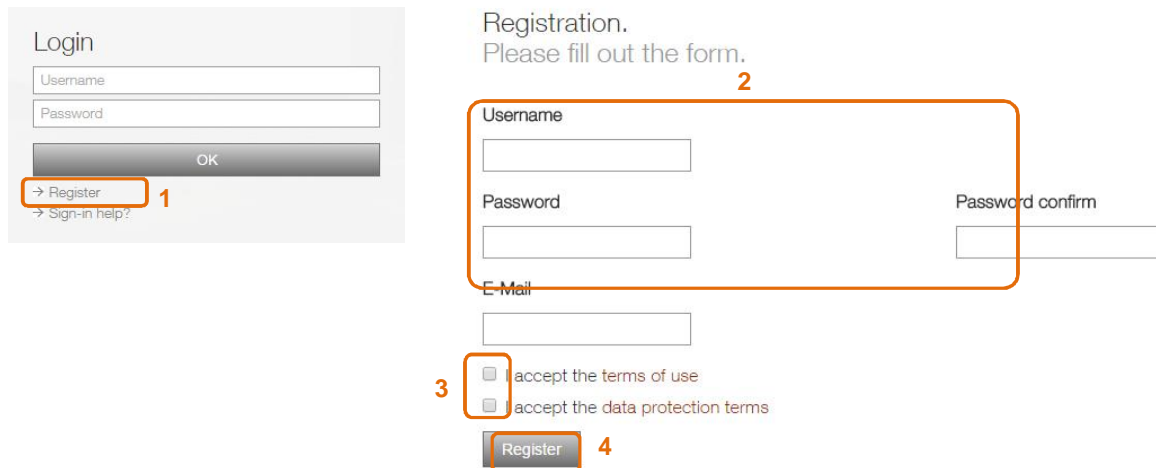 Login
Username
Password
OK
→ Register
1
→ Sign-in help?
Registration.
Please fill out the form.
2
Username
Password
Password confirm
E-Mail
3
I accept the terms of use
I accept the data protection terms
Register
4